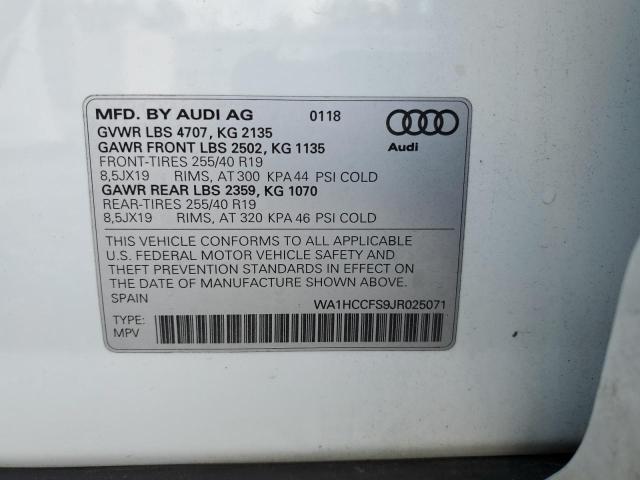 MFD. BY AUDI AG 0118
GVWR LBS 4707, KG 2135
GAWR FRONT LBS 2502, KG 1135
FRONT-TIRES 255/40 R19
8,5JX19 RIMS, AT 300 KPA 44 PSI COLD
GAWR REAR LBS 2359, KG 1070
REAR-TIRES 255/40 R19
8,5JX19 RIMS, AT 320 KPA 46 PSI COLD
Audi
THIS VEHICLE CONFORMS TO ALL APPLICABLE
U.S. FEDERAL MOTOR VEHICLE SAFETY AND
THEFT PREVENTION STANDARDS IN EFFECT ON
THE DATE OF MANUFACTURE SHOWN ABOVE.
SPAIN WA1HCCFS9JR025071
TYPE:
MPV